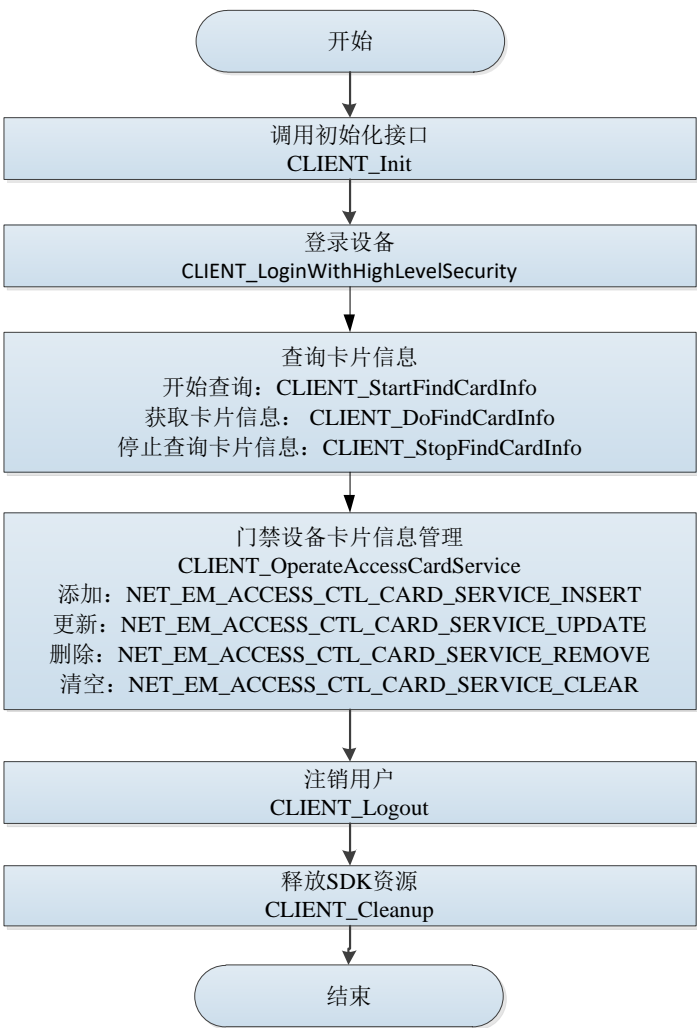 开始
调用初始化接口
CLIENT_Init
登录设备
CLIENT_LoginWithHighLevelSecurity
查询卡片信息
开始查询：CLIENT_StartFindCardInfo
获取卡片信息： CLIENT_DoFindCardInfo
停止查询卡片信息：CLIENT_StopFindCardInfo
门禁设备卡片信息管理
CLIENT_OperateAccessCardService
添加：NET_EM_ACCESS_CTL_CARD_SERVICE_INSERT
更新：NET_EM_ACCESS_CTL_CARD_SERVICE_UPDATE
删除：NET_EM_ACCESS_CTL_CARD_SERVICE_REMOVE
清空：NET_EM_ACCESS_CTL_CARD_SERVICE_CLEAR
注销用户
CLIENT_Logout
释放SDK资源
CLIENT_Cleanup
结束